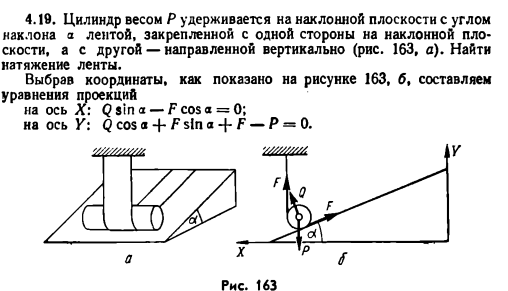 4.19. Цилиндр весом P удерживается на наклонной плоскости с углом
наклона α лентой, закрепленной с одной стороны на наклонной пло-
скости, а с другой — направленной вертикально (рис. 163, а). Найти
натяжение ленты.
Выбрав координаты, как показано на рисунке 163, б, составляем
уравнения проекций
на ось X: Q sin α — F cos α = 0;
на ось Y: Q cos α + F sin α + F — P = 0.
Y
F
Q
F
α
α
P
X
а
б
Рис. 163